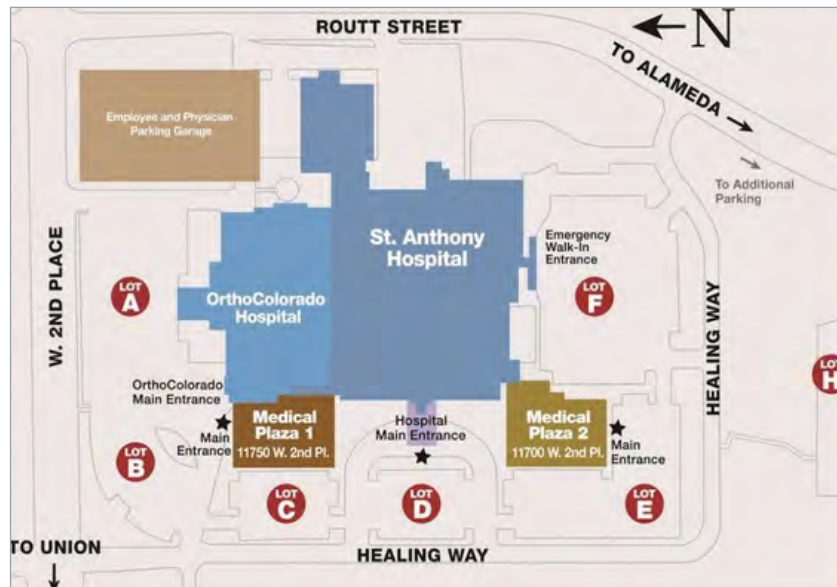 ROUTT STREET
N
TO ALAMEDA
To Additional
Parking
Employee and Physician
Parking Garage
St. Anthony
Hospital
Emergency
Walk-In
Entrance
OrthoColorado
Hospital
LOT
A
LOT
F
W. 2ND PLACE
HEALING WAY
LOT
H
OrthoColorado
Main Entrance
Main
Entrance
Medical
Plaza 1
11750 W. 2nd Pl.
Hospital
Main Entrance
Medical
Plaza 2
11700 W. 2nd Pl.
Main
Entrance
LOT
B
LOT
C
LOT
D
LOT
E
TO UNION
HEALING WAY